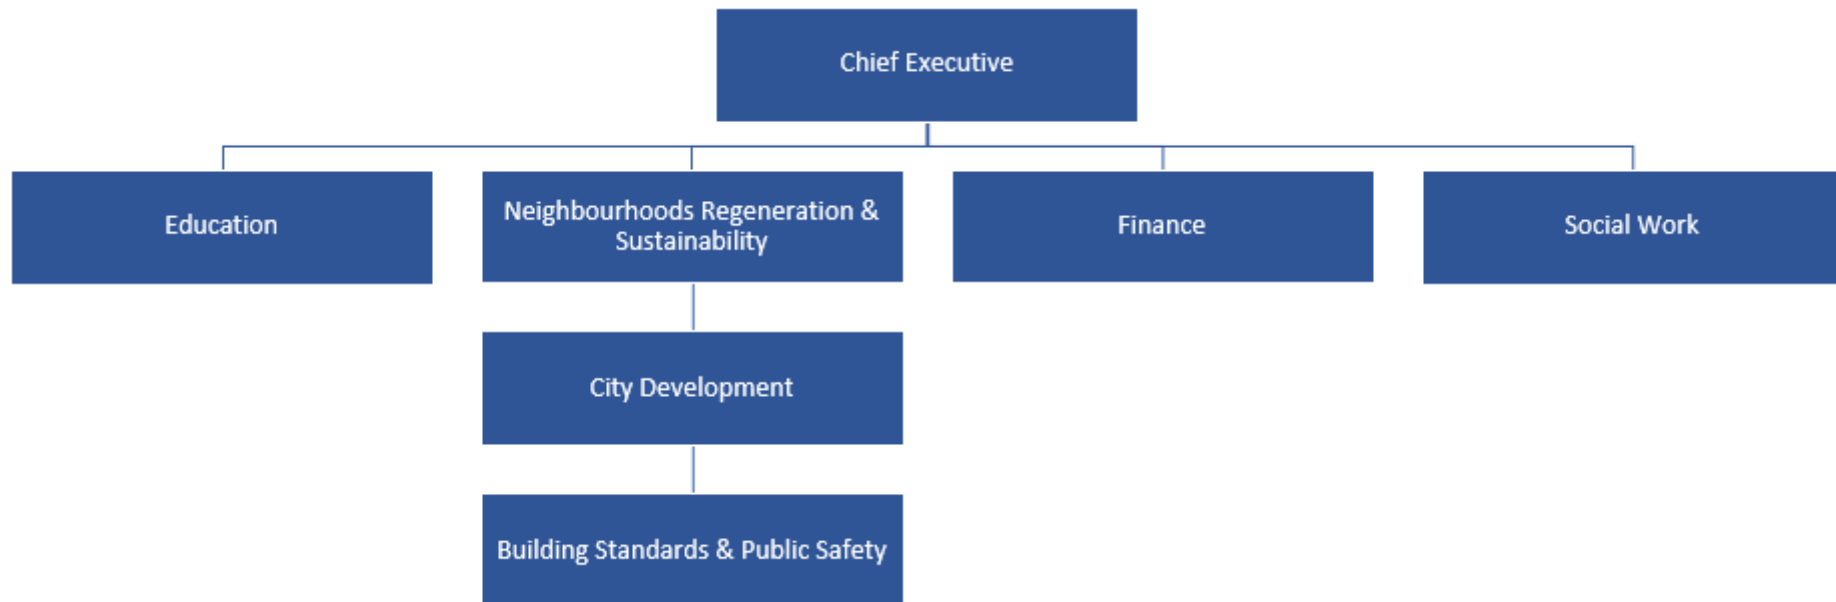 Chief Executive
Education
Neighbourhoods Regeneration &
Sustainability
Finance
Social Work
City Development
Building Standards & Public Safety